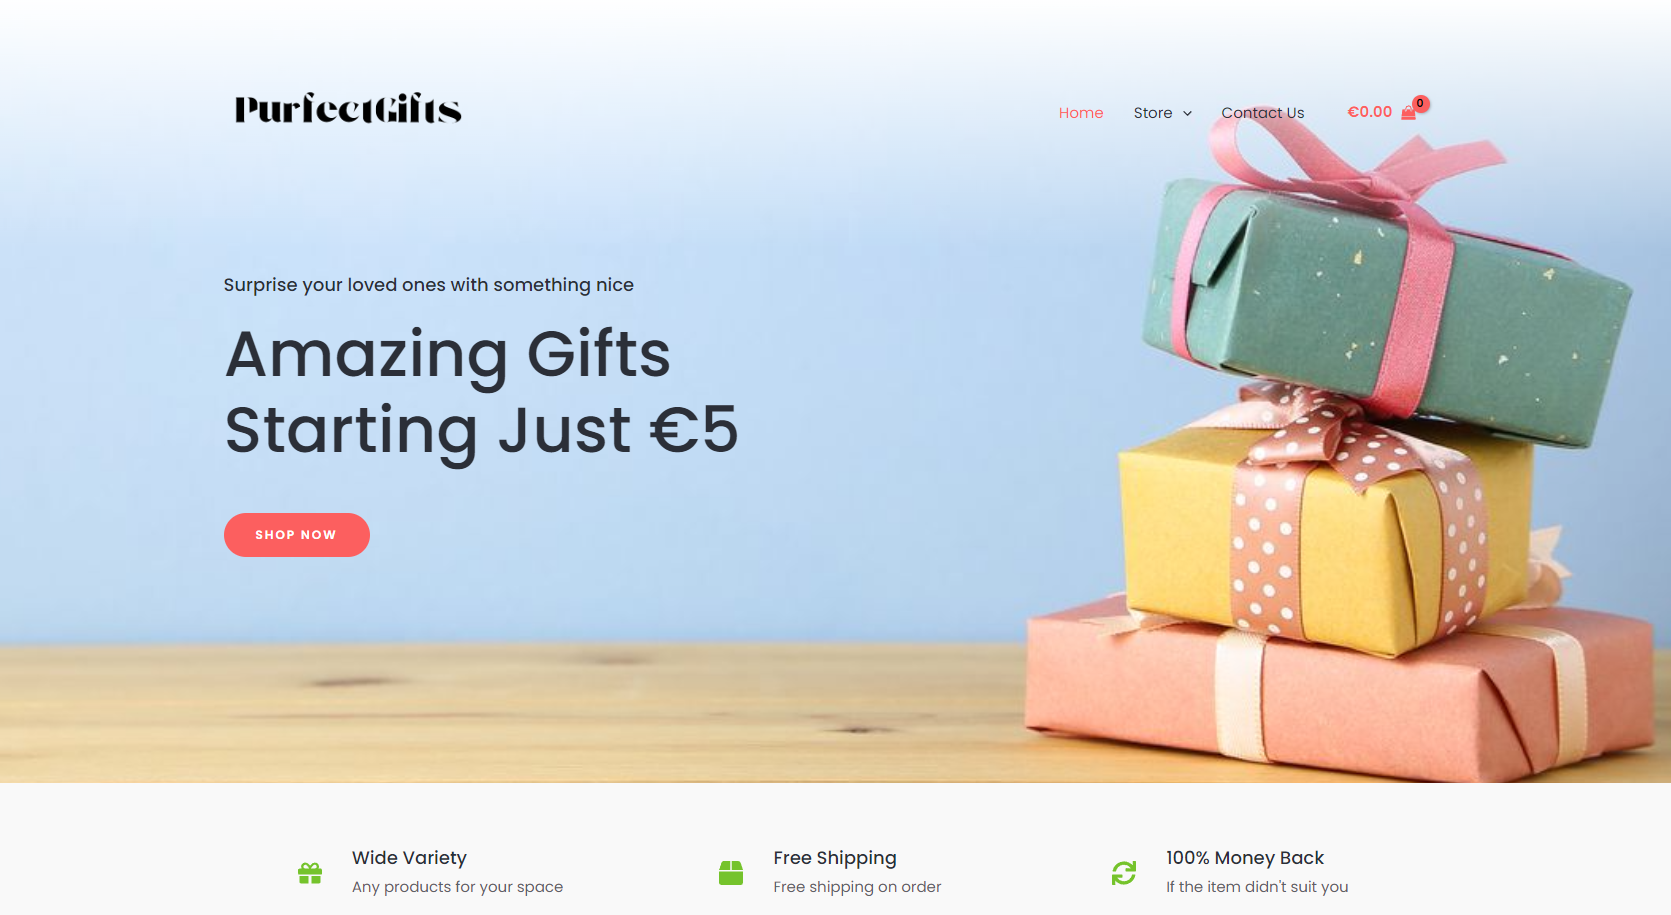 PurfectGifts
Home Store Contact Us €0.00 0
Surprise your loved ones with something nice
Amazing Gifts
Starting Just €5
SHOP NOW
Wide Variety
Any products for your space
Free Shipping
Free shipping on order
100% Money Back
If the item didn't suit you